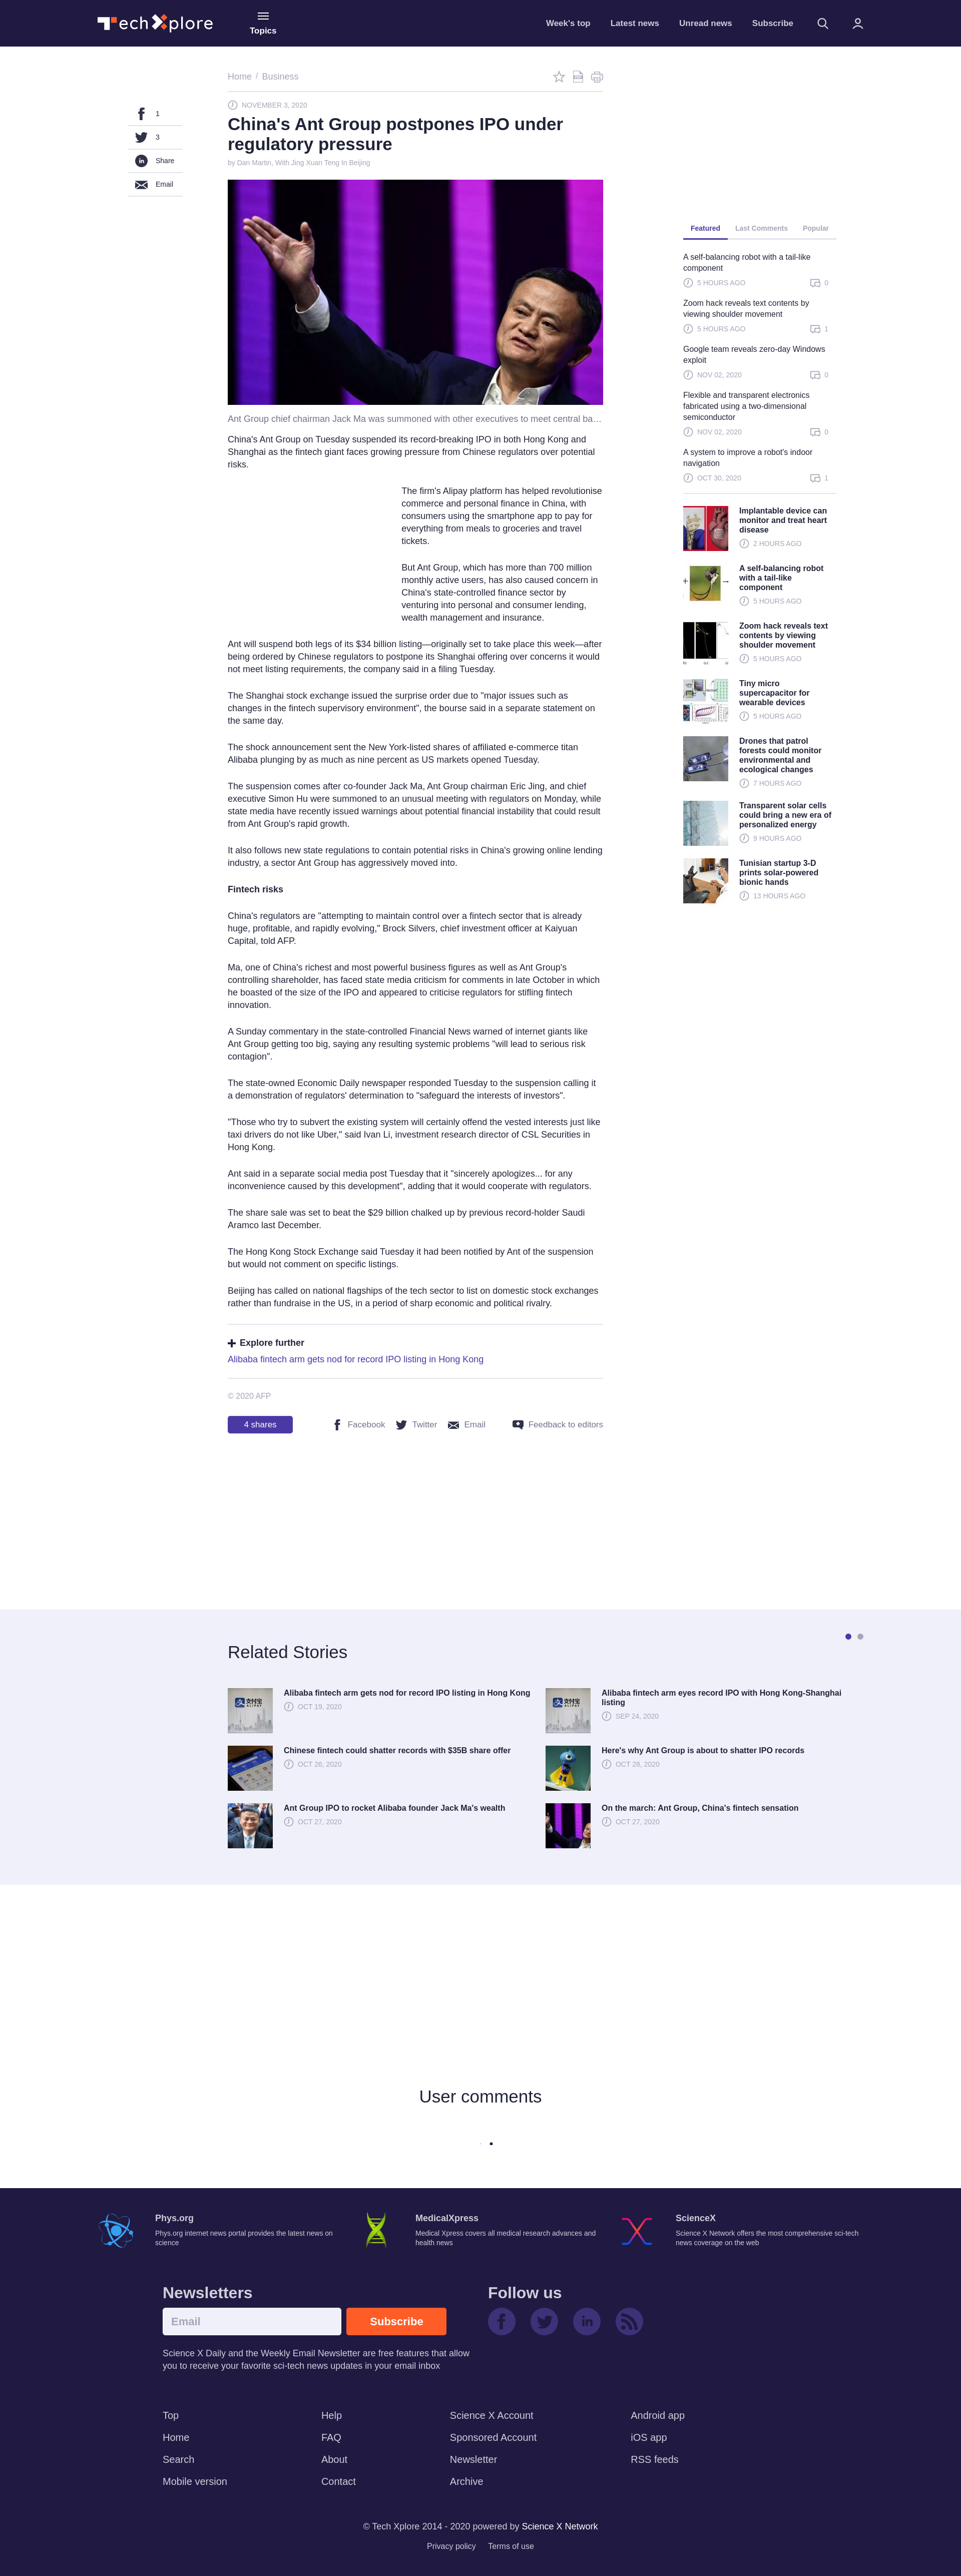 TechXplore
Topics
Week's top
Latest news
Unread news
Subscribe
Home / Business
1
3
Share
Email
NOVEMBER 3, 2020
China's Ant Group postpones IPO under
regulatory pressure
by Dan Martin, With Jing Xuan Teng In Beijing
Ant Group chief chairman Jack Ma was summoned with other executives to meet central ba…
China's Ant Group on Tuesday suspended its record-breaking IPO in both Hong Kong and
Shanghai as the fintech giant faces growing pressure from Chinese regulators over potential
risks.
The firm's Alipay platform has helped revolutionise
commerce and personal finance in China, with
consumers using the smartphone app to pay for
everything from meals to groceries and travel
tickets.
But Ant Group, which has more than 700 million
monthly active users, has also caused concern in
China's state-controlled finance sector by
venturing into personal and consumer lending,
wealth management and insurance.
Ant will suspend both legs of its $34 billion listing—originally set to take place this week—after
being ordered by Chinese regulators to postpone its Shanghai offering over concerns it would
not meet listing requirements, the company said in a filing Tuesday.
The Shanghai stock exchange issued the surprise order due to "major issues such as
changes in the fintech supervisory environment", the bourse said in a separate statement on
the same day.
The shock announcement sent the New York-listed shares of affiliated e-commerce titan
Alibaba plunging by as much as nine percent as US markets opened Tuesday.
The suspension comes after co-founder Jack Ma, Ant Group chairman Eric Jing, and chief
executive Simon Hu were summoned to an unusual meeting with regulators on Monday, while
state media have recently issued warnings about potential financial instability that could result
from Ant Group's rapid growth.
It also follows new state regulations to contain potential risks in China's growing online lending
industry, a sector Ant Group has aggressively moved into.
Fintech risks
China's regulators are "attempting to maintain control over a fintech sector that is already
huge, profitable, and rapidly evolving," Brock Silvers, chief investment officer at Kaiyuan
Capital, told AFP.
Ma, one of China's richest and most powerful business figures as well as Ant Group's
controlling shareholder, has faced state media criticism for comments in late October in which
he boasted of the size of the IPO and appeared to criticise regulators for stifling fintech
innovation.
A Sunday commentary in the state-controlled Financial News warned of internet giants like
Ant Group getting too big, saying any resulting systemic problems "will lead to serious risk
contagion".
The state-owned Economic Daily newspaper responded Tuesday to the suspension calling it
a demonstration of regulators' determination to "safeguard the interests of investors".
"Those who try to subvert the existing system will certainly offend the vested interests just like
taxi drivers do not like Uber," said Ivan Li, investment research director of CSL Securities in
Hong Kong.
Ant said in a separate social media post Tuesday that it "sincerely apologizes... for any
inconvenience caused by this development", adding that it would cooperate with regulators.
The share sale was set to beat the $29 billion chalked up by previous record-holder Saudi
Aramco last December.
The Hong Kong Stock Exchange said Tuesday it had been notified by Ant of the suspension
but would not comment on specific listings.
Beijing has called on national flagships of the tech sector to list on domestic stock exchanges
rather than fundraise in the US, in a period of sharp economic and political rivalry.
Explore further
Alibaba fintech arm gets nod for record IPO listing in Hong Kong
© 2020 AFP
4 shares
Facebook
Twitter
Email
Feedback to editors
Featured
Last Comments
Popular
A self-balancing robot with a tail-like
component
5 HOURS AGO
0
Zoom hack reveals text contents by
viewing shoulder movement
5 HOURS AGO
1
Google team reveals zero-day Windows
exploit
NOV 02, 2020
0
Flexible and transparent electronics
fabricated using a two-dimensional
semiconductor
NOV 02, 2020
0
A system to improve a robot's indoor
navigation
OCT 30, 2020
1
Implantable device can
monitor and treat heart
disease
2 HOURS AGO
A self-balancing robot
with a tail-like
component
5 HOURS AGO
Zoom hack reveals text
contents by viewing
shoulder movement
5 HOURS AGO
Tiny micro
supercapacitor for
wearable devices
5 HOURS AGO
Drones that patrol
forests could monitor
environmental and
ecological changes
7 HOURS AGO
Transparent solar cells
could bring a new era of
personalized energy
9 HOURS AGO
Tunisian startup 3-D
prints solar-powered
bionic hands
13 HOURS AGO
Related Stories
支付宝
ALIPAY
Alibaba fintech arm gets nod for record IPO listing in Hong Kong
OCT 19, 2020
支付宝
ALIPAY
Alibaba fintech arm eyes record IPO with Hong Kong-Shanghai
listing
SEP 24, 2020
Chinese fintech could shatter records with $35B share offer
OCT 26, 2020
Here's why Ant Group is about to shatter IPO records
OCT 28, 2020
Ant Group IPO to rocket Alibaba founder Jack Ma's wealth
OCT 27, 2020
On the march: Ant Group, China's fintech sensation
OCT 27, 2020
User comments
Phys.org
Phys.org internet news portal provides the latest news on
science
MedicalXpress
Medical Xpress covers all medical research advances and
health news
ScienceX
Science X Network offers the most comprehensive sci-tech
news coverage on the web
Newsletters
Email
Subscribe
Science X Daily and the Weekly Email Newsletter are free features that allow
you to receive your favorite sci-tech news updates in your email inbox
Follow us
Top
Home
Search
Mobile version
Help
FAQ
About
Contact
Science X Account
Sponsored Account
Newsletter
Archive
Android app
iOS app
RSS feeds
© Tech Xplore 2014 - 2020 powered by Science X Network
Privacy policy
Terms of use